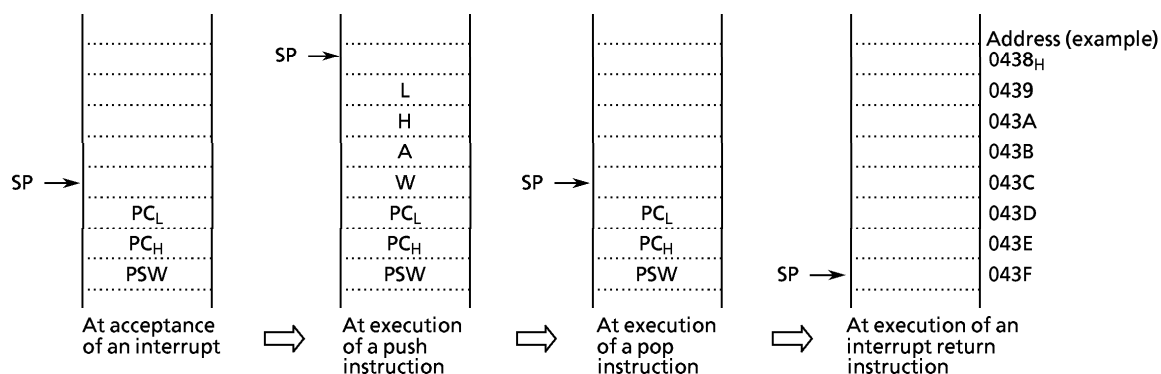 Address (example)
SP 0438H
L 0439
H 043A
A 043B
SP W SP 043C
PCL PCL PCL 043D
PCH PCH PCH 043E
PSW PSW PSW SP 043F
At acceptance
of an interrupt
At execution
of a push
instruction
At execution
of a pop
instruction
At execution of an
interrupt return
instruction